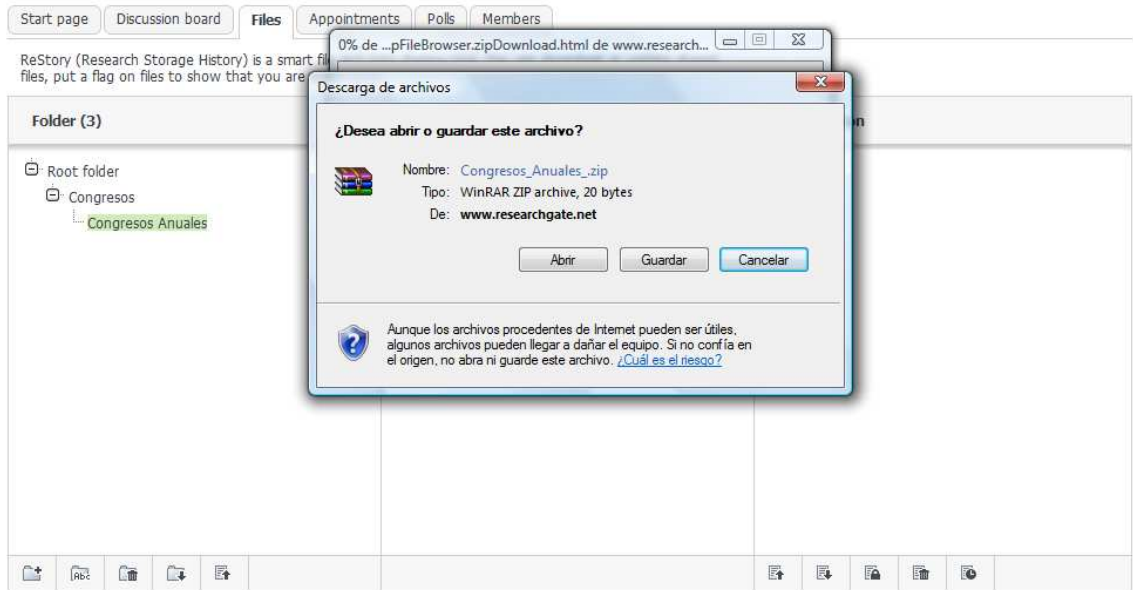 Start page Discussion board Files Appointments Polls Members
0% de ...pFileBrowser.zipDownload.html de www.research...
ReStory (Research Storage History) is a smart
files, put a flag on files to show that you are
Descarga de archivos
Folder (3)
¿Desea abrir o guardar este archivo?
Nombre: Congresos_Anuales_.zip
Tipo: WinRAR ZIP archive, 20 bytes
De: www.researchgate.net
Root folder
Congresos
Congresos Anuales
Abrir Guardar Cancelar
Aunque los archivos procedentes de Internet pueden ser útiles,
algunos archivos pueden llegar a dañar el equipo. Si no confía en
el origen, no abra ni guarde este archivo. ¿Cuál es el riesgo?
Abc